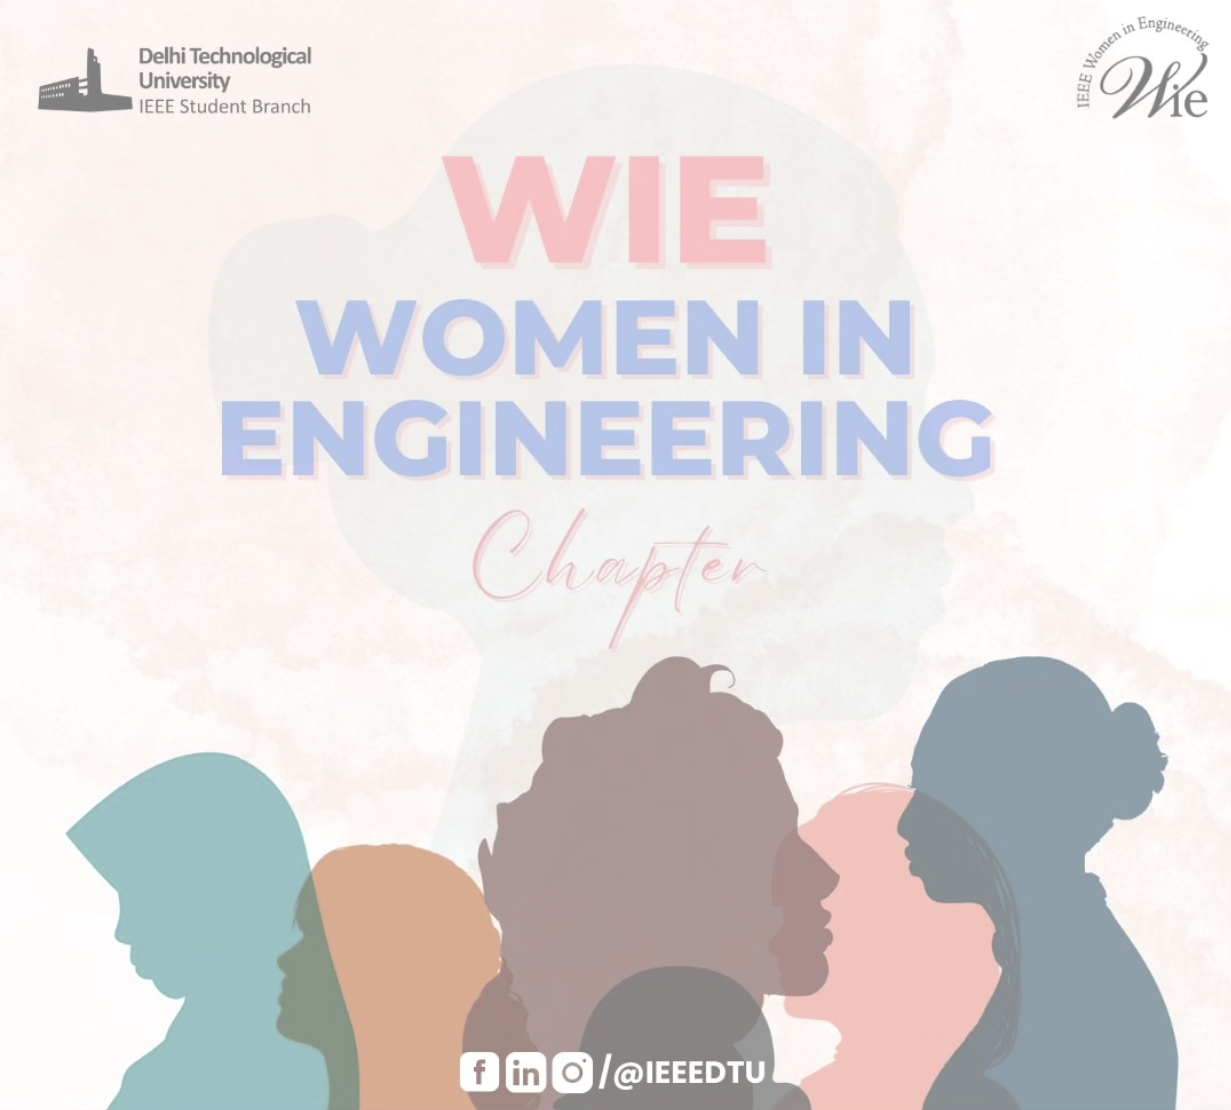 Delhi Technological
University
IEEE Student Branch
IEEE Women in Engineering
Wie
WIE
WOMEN IN
ENGINEERING
Chapter
/@IEEEDTU